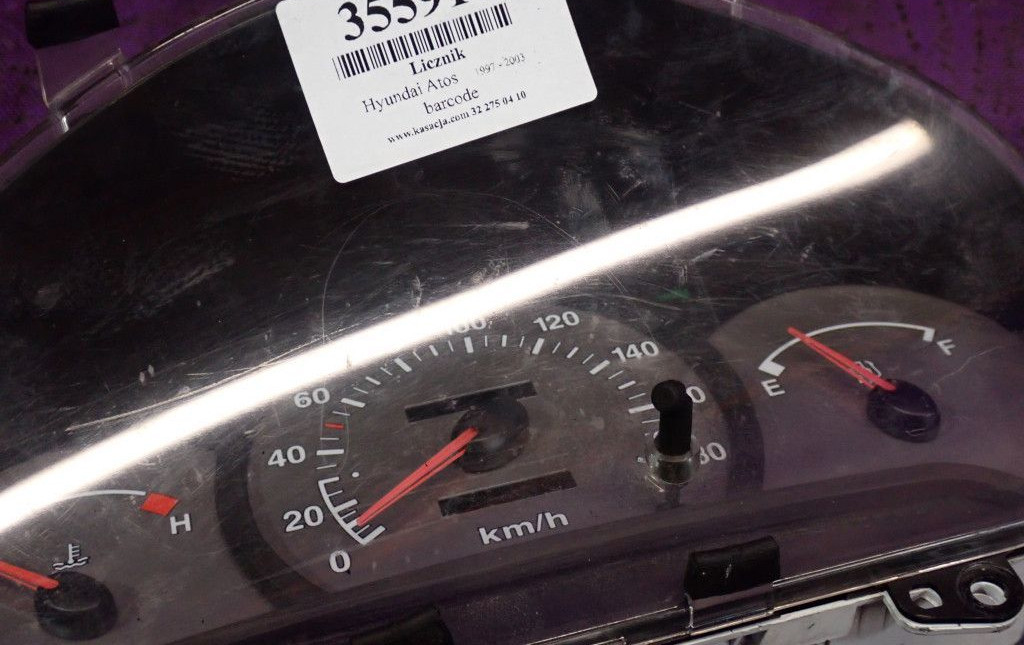 Licznik
Hyundai Atos 1997 - 2003
barcode
www.kasacja.com 32 275 04 10
120
140
60
40
20
0
km/h
E
F
H